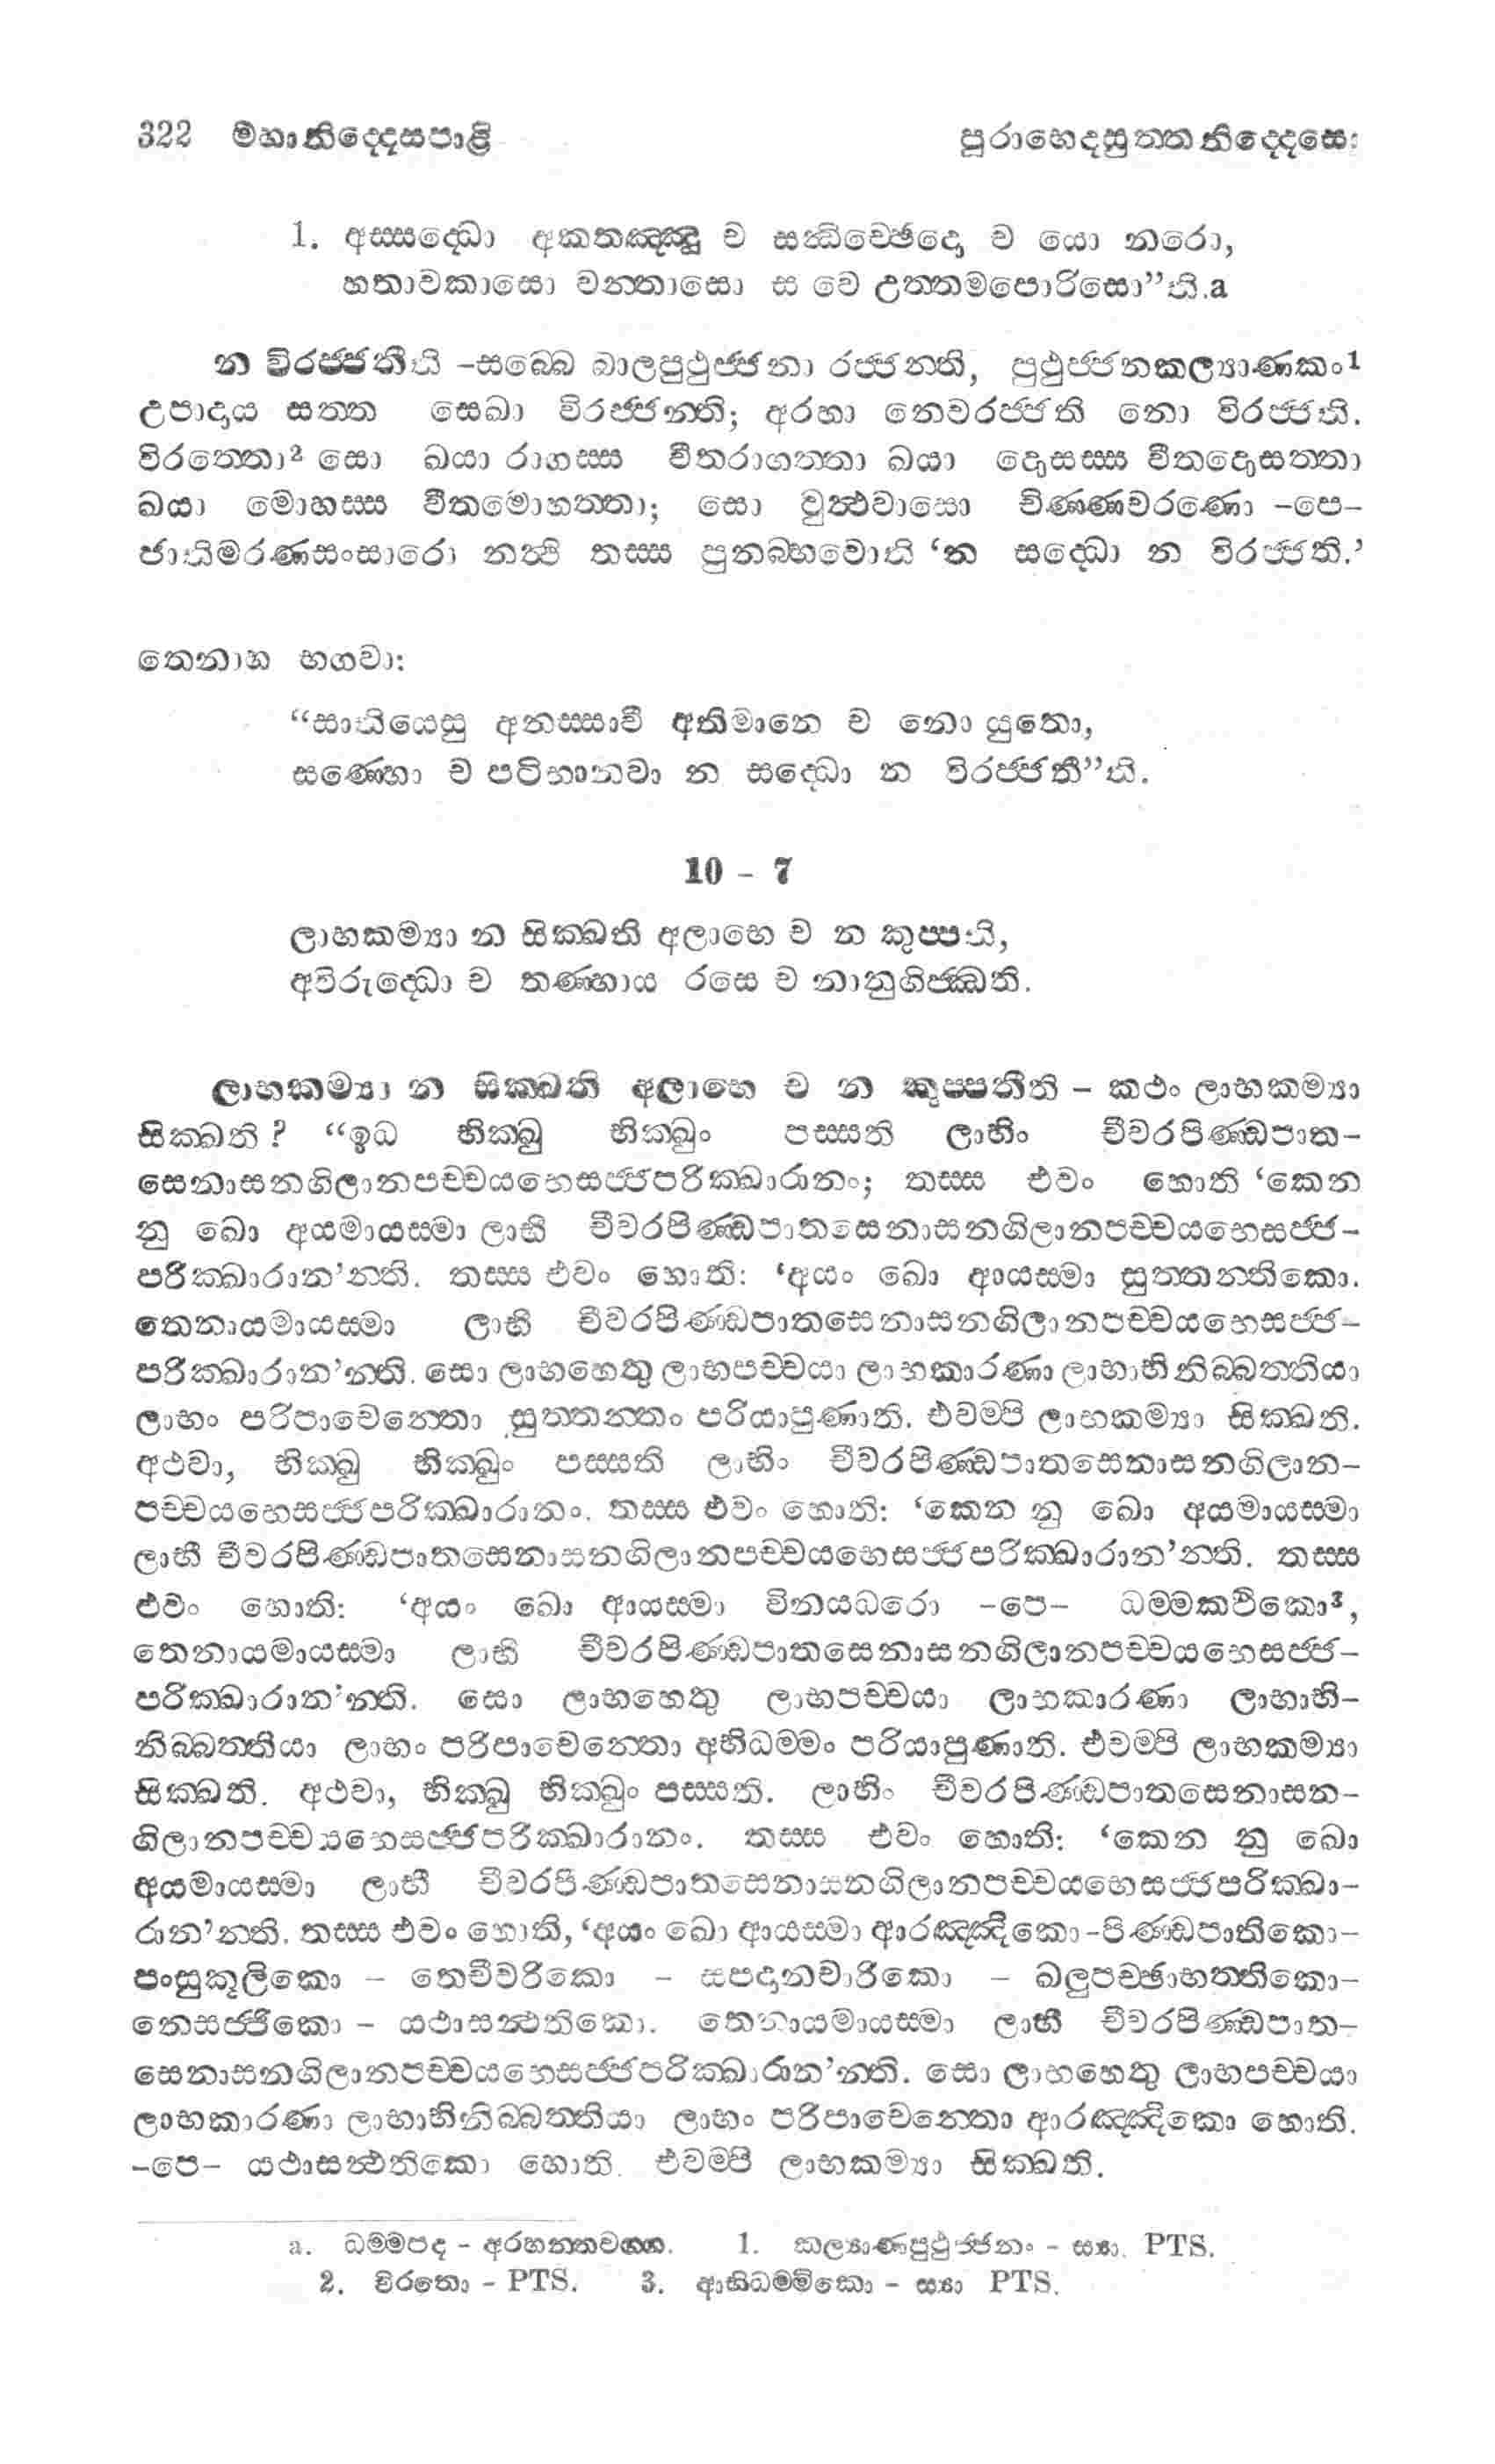 322 මහානිද්දෙසපාළි පුරාභෙදසුත්තනිද්දෙසො
1. අස්සද්ධො අකතඤ්ඤූ ච සන්ධිච්ඡෙදො ච යො නරො,
හතාවකාසො වන්තාසො ස වෙ උත්තමපොරිසො”ති.a
න විරජ්ජතීති –සබ්බෙ බාලපුථුජ්ජනා රජ්ජන්ති, පුථුජ්ජනකල්‍යාණකං1
උපාදාය සත්ත සෙඛා විරජ්ජන්ති; අරහා නෙවරජ්ජති නො විරජ්ජති.
විරත්තො2 සො ඛයා රාගස්ස වීතරාගත්තා ඛයා දොසස්ස වීතදොසත්තා
ඛයා මොහස්ස වීතමොහත්තා; සො වුත්ථවාසො චිණ්ණචරණො –පෙ–
ජාතිමරණසංසාරො නත්ථි තස්ස පුනබ්භවොති ‘න සද්ධො න විරජ්ජති.’
තෙනාහ භගවා:
“සාතියෙසු අනස්සාවී අතිමානෙ ච නො යුතො,
සණ්හො ච පටිභානවා න සද්ධො න විරජ්ජතී”ති.
10 – 7
ලාභකම්‍යා න සික්ඛති අලාභෙ ච න කුප්පති,
අවිරුද්ධො ච තණ්හාය රසෙ ච නානුගිජ්ඣති.
ලාභකම්‍යා න සික්ඛති අලාභෙ ච න කුප්පතීති – කථං ලාභකම්‍යා
සික්ඛති? “ඉධ භික්ඛු භික්ඛුං පස්සති ලාභිං චීවරපිණ්ඩපාත–
සෙනාසනගිලානපච්චයභෙසජ්ජපරික්ඛාරානං; තස්ස එවං හොති ‘කෙන
නු ඛො අයමායස්මා ලාභී චීවරපිණ්ඩපාතසෙනාසනගිලානපච්චයභෙසජ්ජ–
පරික්ඛාරාන’න්ති. තස්ස එවං හොති: ‘අයං ඛො ආයස්මා සුත්තන්තිකො.
තෙනායමායස්මා ලාභී චීවරපිණ්ඩපාතසෙනාසනගිලානපච්චයභෙසජ්ජ–
පරික්ඛාරාන’න්ති. සො ලාභහෙතු ලාභපච්චයා ලාභකාරණා ලාභාභිනිබ්බත්තියා
ලාභං පරිපාචෙන්තො සුත්තන්තං පරියාපුණාති. එවම්පි ලාභකම්‍යා සික්ඛති.
අථවා, භික්ඛු භික්ඛුං පස්සති ලාභිං චීවරපිණ්ඩපාතසෙනාසනගිලාන–
පච්චයභෙසජ්ජපරික්ඛාරානං. තස්ස එවං හොති: ‘කෙන නු ඛො අයමායස්මා
ලාභී චීවරපිණ්ඩපාතසෙනාසනගිලානපච්චයභෙසජ්ජපරික්ඛාරාන’න්ති. තස්ස
එවං හොති: ‘අයං ඛො ආයස්මා විනයධරො –පෙ– ධම්මකථිකො3,
තෙනායමායස්මා ලාභී චීවරපිණ්ඩපාතසෙනාසනගිලානපච්චයභෙසජ්ජ–
පරික්ඛාරාන’න්ති. සො ලාභහෙතු ලාභපච්චයා ලාභකාරණා ලාභාභි–
නිබ්බත්තියා ලාභං පරිපාචෙන්තො අභිධම්මං පරියාපුණාති. එවම්පි ලාභකම්‍යා
සික්ඛති. අථවා, භික්ඛු භික්ඛුං පස්සති. ලාභිං චීවරපිණ්ඩපාතසෙනාසන–
ගිලානපච්චයභෙසජ්ජපරික්ඛාරානං. තස්ස එවං හොති: ‘කෙන නු ඛො
අයමායස්මා ලාභී චීවරපිණ්ඩපාතසෙනාසනගිලානපච්චයභෙසජ්ජපරික්ඛා–
රාන’න්ති. තස්ස එවං හොති, ‘අයං ඛො ආයස්මා ආරඤ්ඤිකො–පිණ්ඩපාතිකො–
පංසුකූලිකො – තෙචීවරිකො – සපදානචාරිකො – ඛලුපච්ඡාභත්තිකො–
නෙසජ්ජිකො – යථාසන්ථතිකො. තෙනායමායස්මා ලාභී චීවරපිණ්ඩපාත–
සෙනාසනගිලානපච්චයභෙසජ්ජපරික්ඛාරාන’න්ති. සො ලාභහෙතු ලාභපච්චයා
ලාභකාරණා ලාභාභිනිබ්බත්තියා ලාභං පරිපාචෙන්තො ආරඤ්ඤිකො හොති.
–පෙ– යථාසන්ථතිකො හොති. එවම්පි ලාභකම්‍යා සික්ඛති.
a. ධම්මපද – අරහන්තවග්ග. 1. කල්‍යාණපුථුජ්ජනං – ස්‍යා. PTS.
2. විරතො – PTS. 3. ආභිධම්මිකො – ස්‍යා PTS.